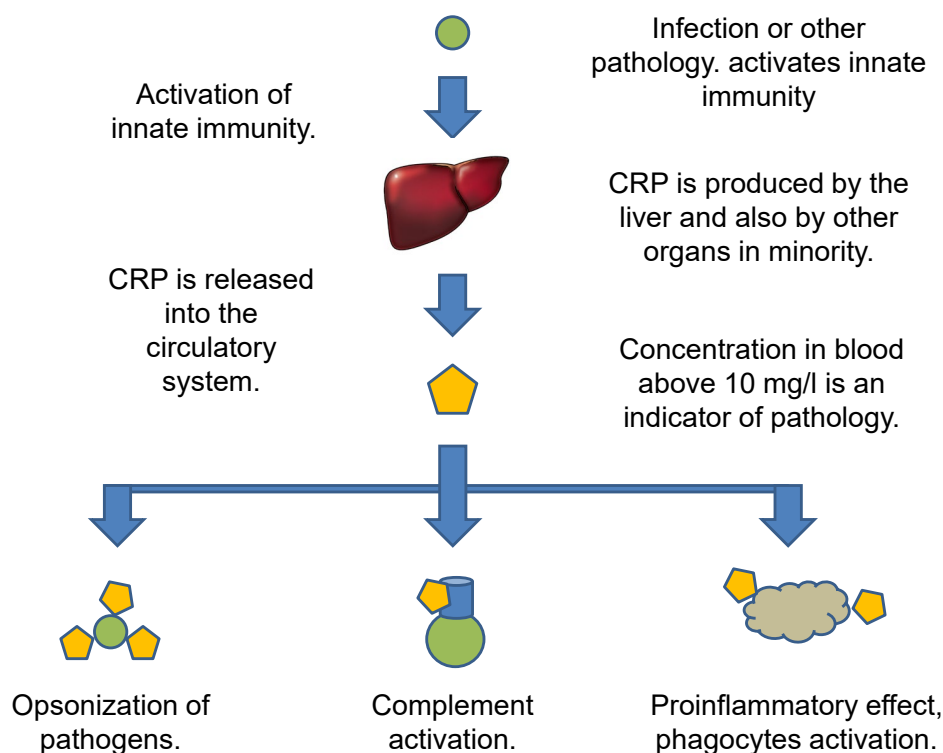 Infection or other
pathology. activates innate
immunity
Activation of
innate immunity.
CRP is produced by the
liver and also by other
organs in minority.
CRP is released
into the
circulatory
system.
Concentration in blood
above 10 mg/l is an
indicator of pathology.
Opsonization of
pathogens.
Complement
activation.
Proinflammatory effect,
phagocytes activation.